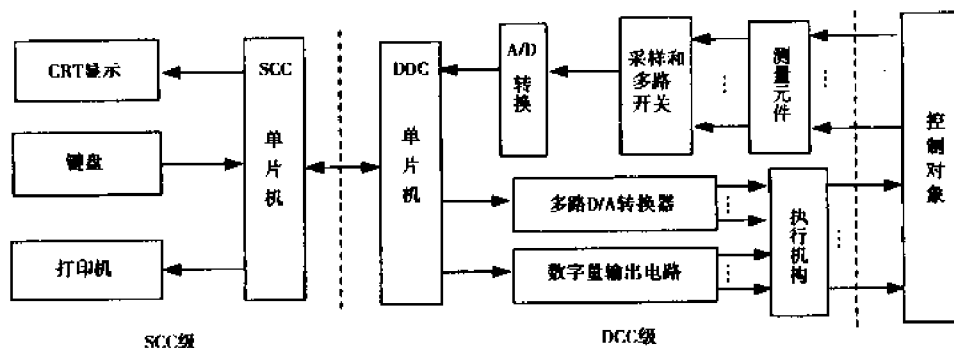 CRT显示
键盘
打印机
SCC
单片机
DDC
单片机
A/D
转换
采样和
多路
开关
测量元件
多路D/A转换器
数字量输出电路
执行机构
控制对象
SCC级
DCC级